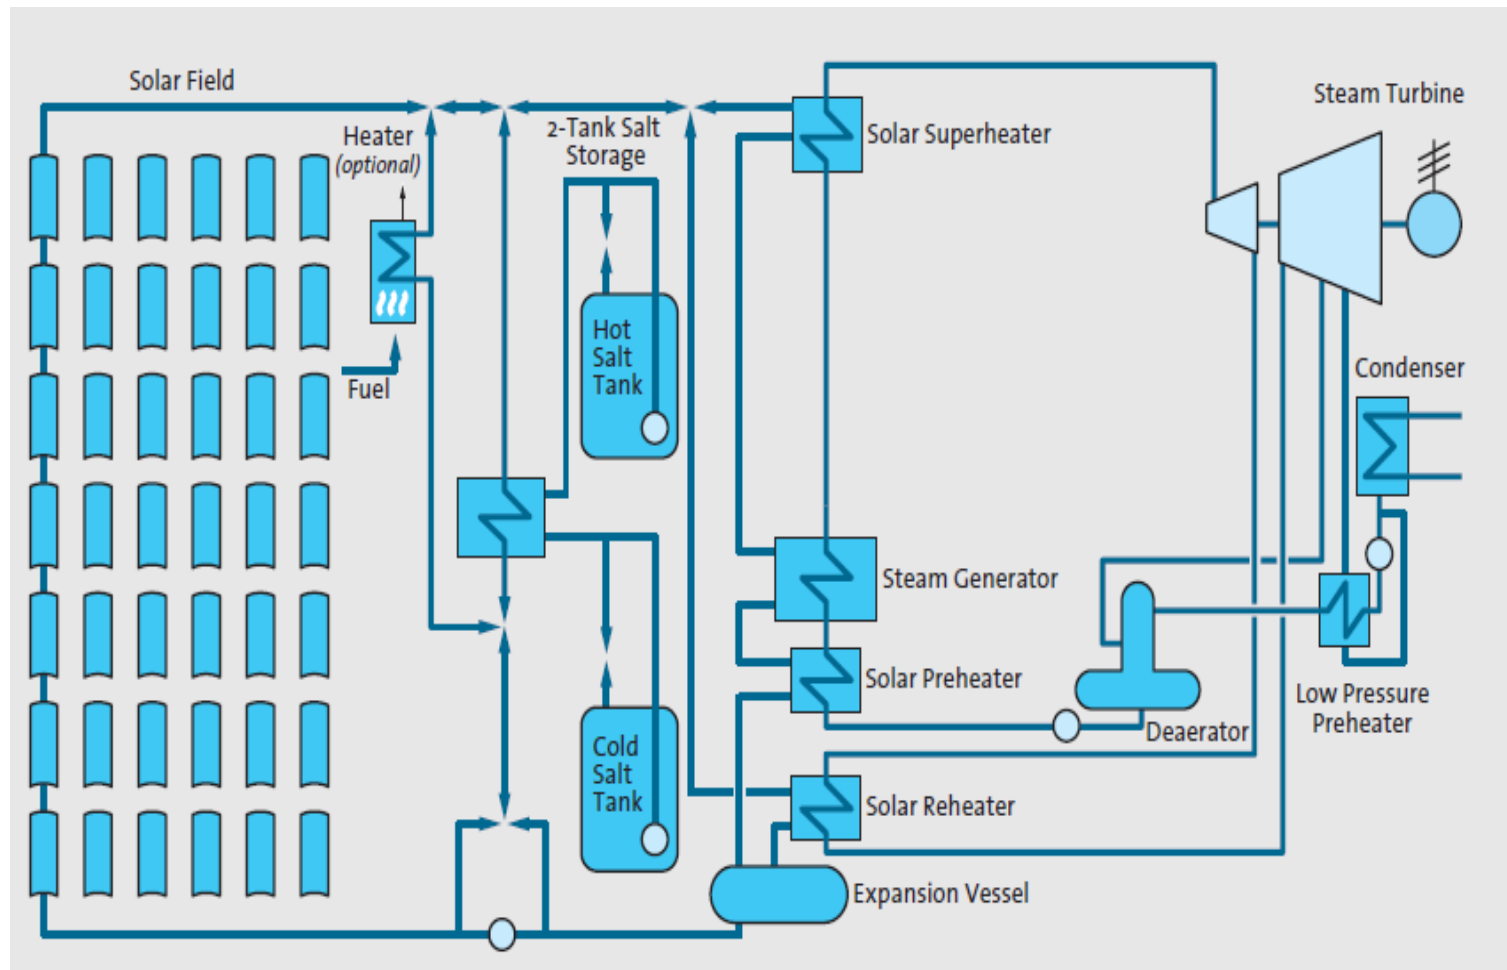 Solar Field
Heater
(optional)
2-Tank Salt
Storage
Solar Superheater
Steam Turbine
Hot
Salt
Tank
Fuel
Condenser
Steam Generator
Solar Preheater
Deaerator
Low Pressure
Preheater
Cold
Salt
Tank
Solar Reheater
Expansion Vessel